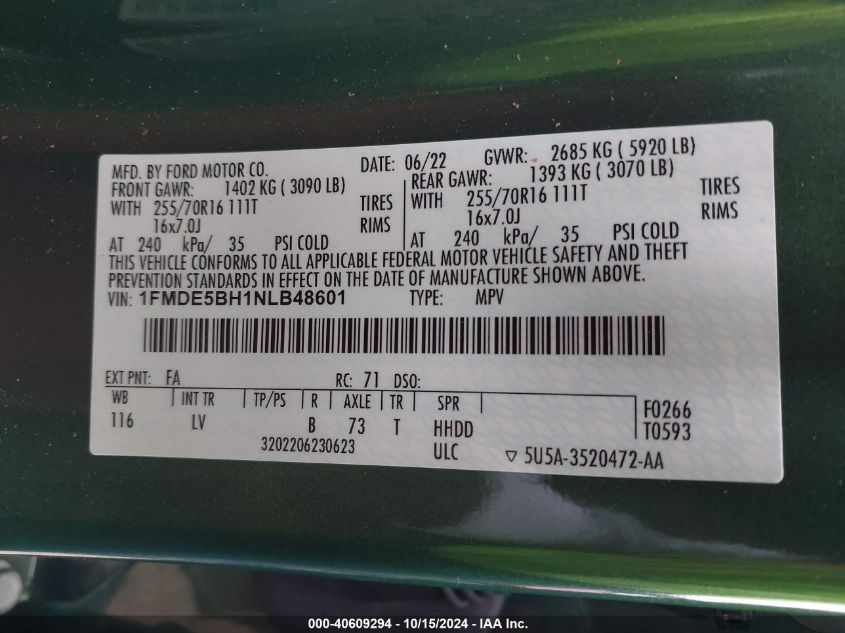 MFD. BY FORD MOTOR CO. DATE: 06/22 GVWR: 2685 KG ( 5920 LB)
FRONT GAWR: 1402 KG ( 3090 LB) REAR GAWR: 1393 KG ( 3070 LB)
WITH 255/70R16 111T TIRES WITH 255/70R16 111T TIRES
16x7.0J RIMS 16x7.0J RIMS
AT 240 kPa/ 35 PSI COLD AT 240 kPa/ 35 PSI COLD
THIS VEHICLE CONFORMS TO ALL APPLICABLE FEDERAL MOTOR VEHICLE SAFETY AND THEFT
PREVENTION STANDARDS IN EFFECT ON THE DATE OF MANUFACTURE SHOWN ABOVE.
VIN: 1FMDE5BH1NLB48601 TYPE: MPV
EXT PNT: FA RC: 71 DSO:
WB INT TR TP/PS R AXLE TR SPR F0266
116 LV B 73 T HHDD T0593
3202206230623 ULC 5U5A-3520472-AA
000-40609294 - 10/15/2024 - IAA Inc.